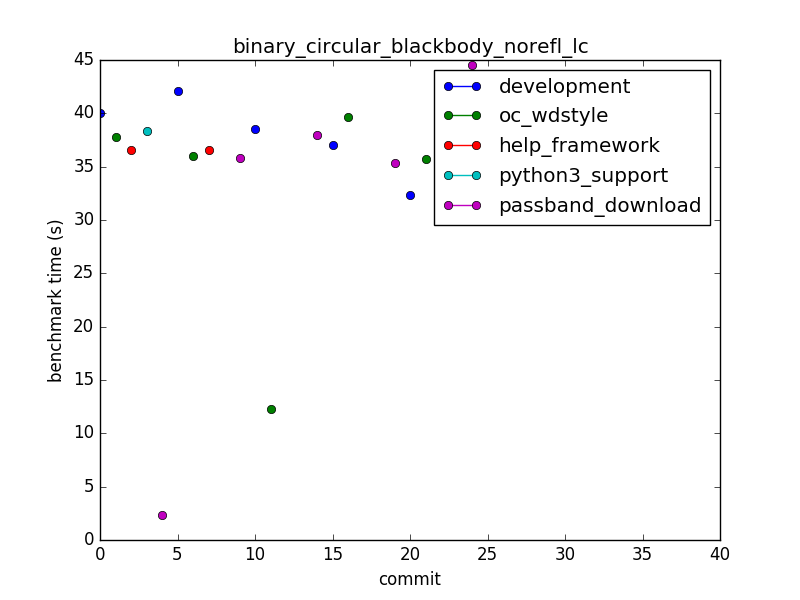 binary_circular_blackbody_norefl_lc
45
40
35
30
25
20
15
10
5
0
benchmark time (s)
development
oc_wdstyle
help_framework
python3_support
passband_download
0 5 10 15 20 25 30 35 40
commit